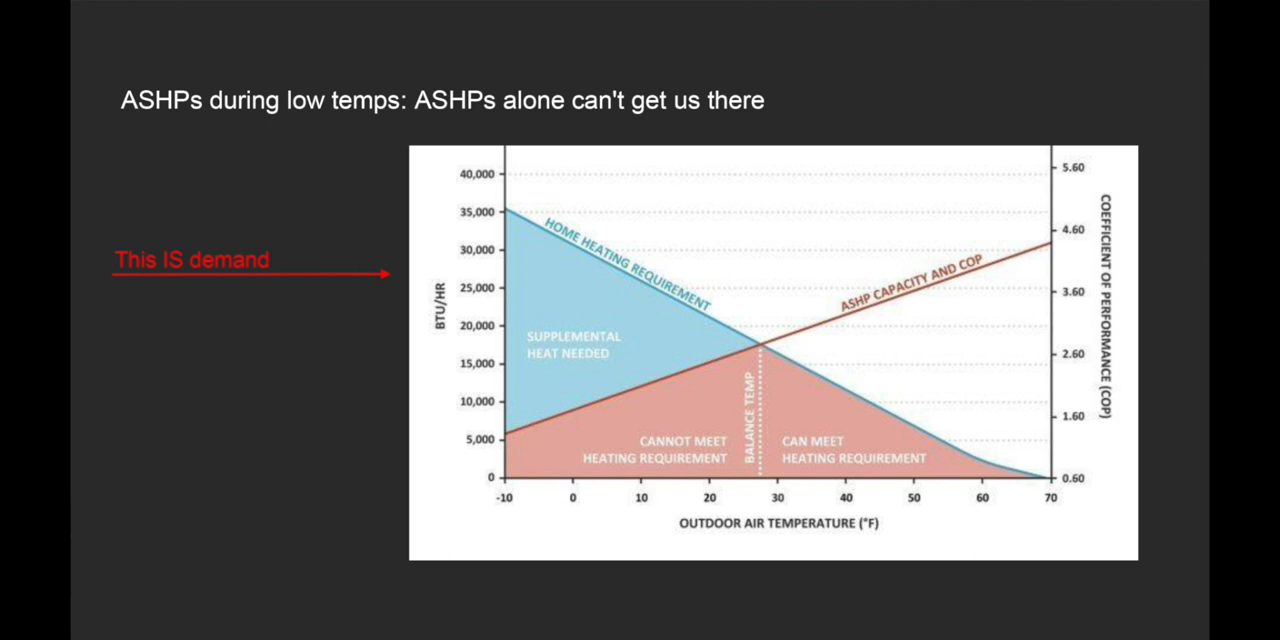 ASHPs during low temps: ASHPs alone can't get us there
This IS demand
40,000
35,000
30,000
25,000
20,000
15,000
10,000
5,000
0
BTU/HR
HOME HEATING REQUIREMENT
ASHP CAPACITY AND COP
SUPPLEMENTAL
HEAT NEEDED
CANNOT MEET
HEATING REQUIREMENT
BALANCE TEMP
CAN MEET
HEATING REQUIREMENT
5.60
4.60
3.60
2.60
1.60
0.60
COEFFICIENT OF PERFORMANCE (COP)
-10 0 10 20 30 40 50 60 70
OUTDOOR AIR TEMPERATURE (°F)